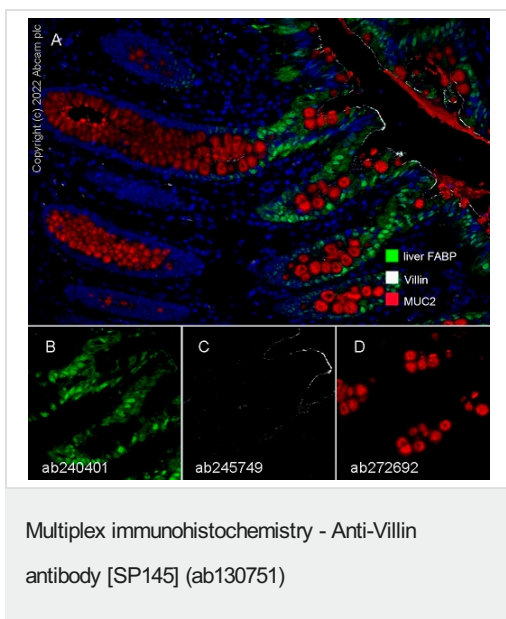 A
Copyright (c) 2022 Abcam plc
liver FABP
Villin
MUC2
B
C
D
ab240401
ab245749
ab272692
Multiplex immunohistochemistry - Anti-Villin
antibody [SP145] (ab130751)